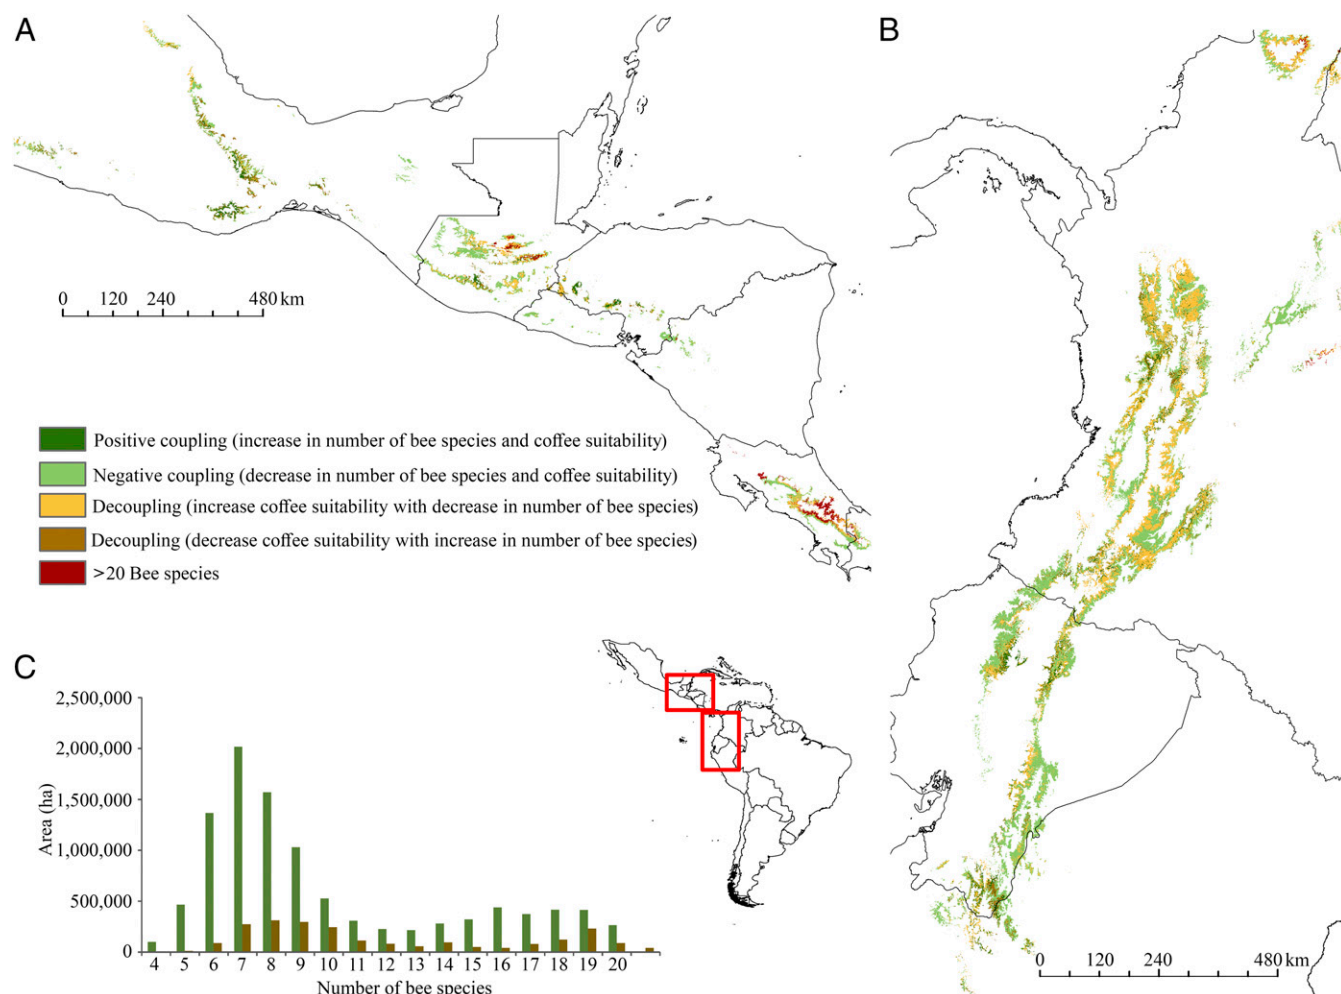 A
B
0 120 240 480 km
Positive coupling (increase in number of bee species and coffee suitability)
Negative coupling (decrease in number of bee species and coffee suitability)
Decoupling (increase coffee suitability with decrease in number of bee species)
Decoupling (decrease coffee suitability with increase in number of bee species)
>20 Bee species
C
2,500,000
2,000,000
1,500,000
1,000,000
500,000
0
Area (ha)
4 5 6 7 8 9 10 11 12 13 14 15 16 17 18 19 20
Number of bee species
0 120 240 480 km